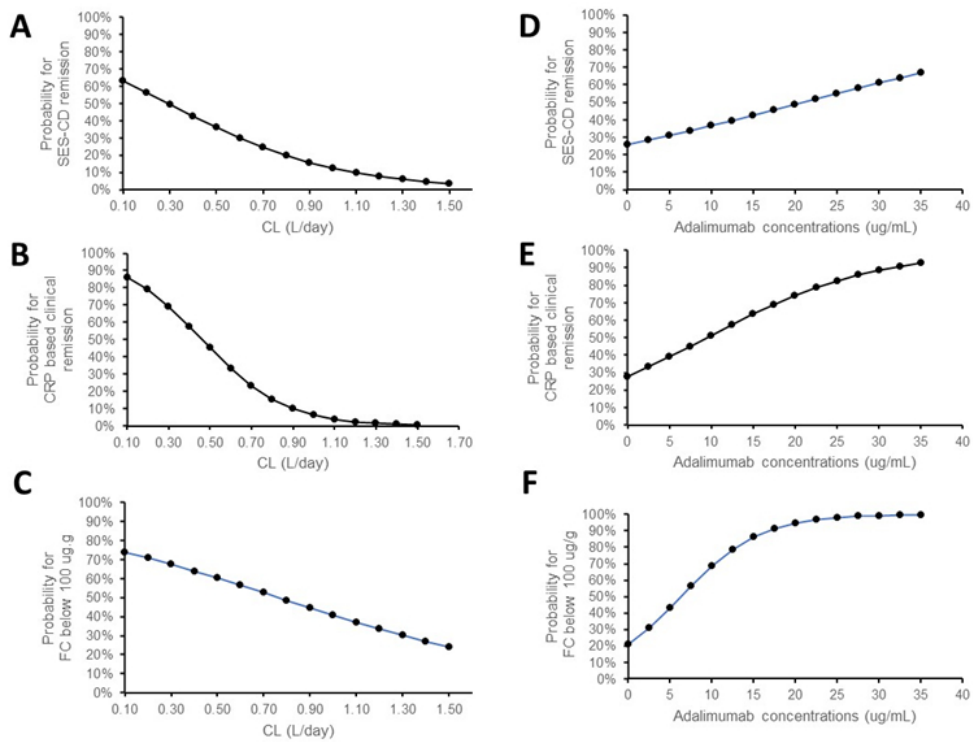 A
Probability for
SES-CD remission
100%
90%
80%
70%
60%
50%
40%
30%
20%
10%
0%
0.10 0.30 0.50 0.70 0.90 1.10 1.30 1.50
CL (L/day)
B
Probability for
CRP based clinical
remission
100%
90%
80%
70%
60%
50%
40%
30%
20%
10%
0%
0.10 0.30 0.50 0.70 0.90 1.10 1.30 1.50 1.70
CL (L/day)
C
Probability for
FC below 100 ug.g
100%
90%
80%
70%
60%
50%
40%
30%
20%
10%
0%
0.10 0.30 0.50 0.70 0.90 1.10 1.30 1.50
CL (L/day)
D
Probability for
SES-CD remission
100%
90%
80%
70%
60%
50%
40%
30%
20%
10%
0%
0 5 10 15 20 25 30 35 40
Adalimumab concentrations (ug/mL)
E
Probability for
CRP based clinical
remission
100%
90%
80%
70%
60%
50%
40%
30%
20%
10%
0%
0 5 10 15 20 25 30 35 40
Adalimumab concentrations (ug/mL)
F
Probability for
FC below 100 ug/g
100%
90%
80%
70%
60%
50%
40%
30%
20%
10%
0%
0 5 10 15 20 25 30 35 40
Adalimumab concentrations (ug/mL)